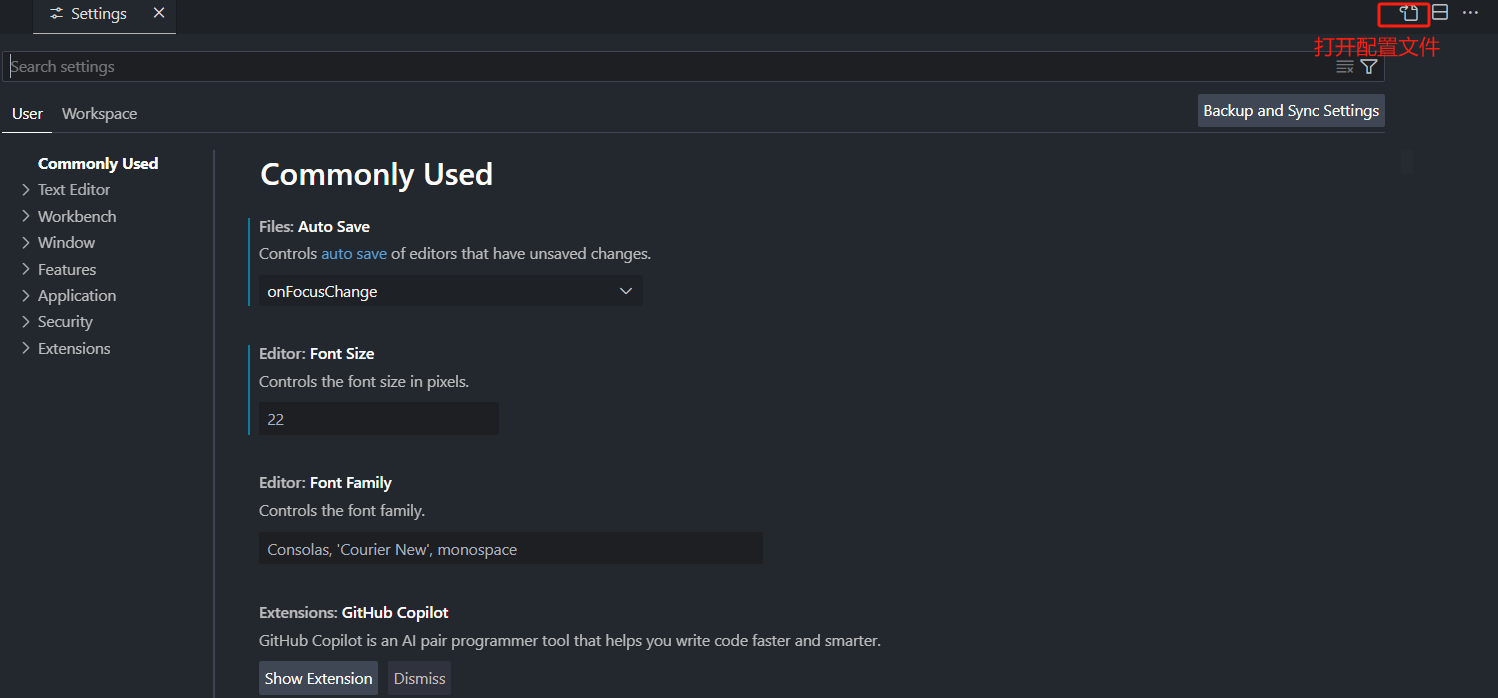 Settings
打开配置文件
Search settings
User Workspace
Backup and Sync Settings
Commonly Used
Text Editor
Workbench
Window
Features
Application
Security
Extensions
Commonly Used
Files: Auto Save
Controls auto save of editors that have unsaved changes.
onFocusChange
Editor: Font Size
Controls the font size in pixels.
22
Editor: Font Family
Controls the font family.
Consolas, 'Courier New', monospace
Extensions: GitHub Copilot
GitHub Copilot is an AI pair programmer tool that helps you write code faster and smarter.
Show Extension Dismiss